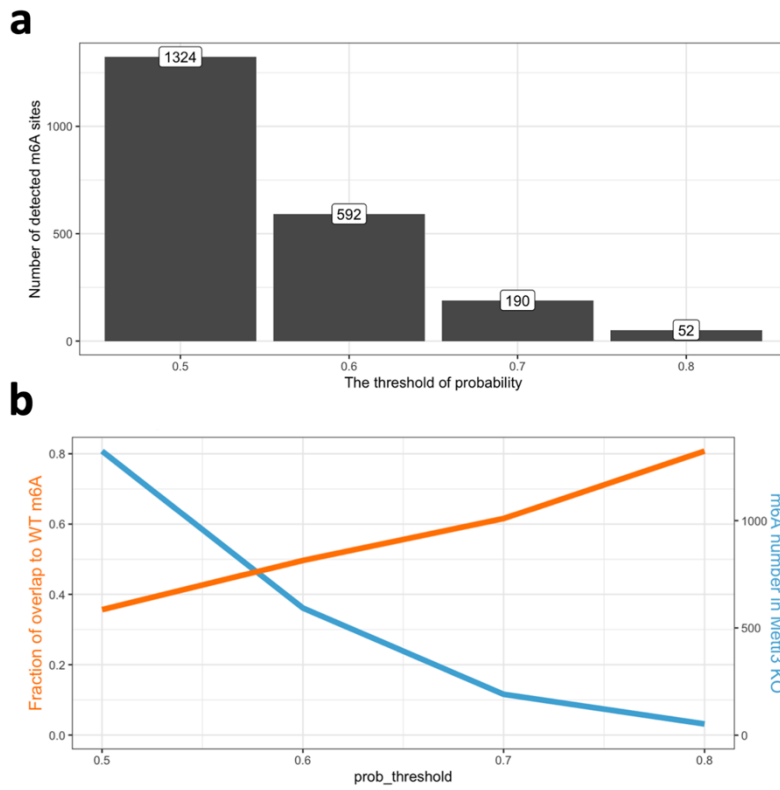 a
Number of detected m6A sites
1000
500
0
1324
592
190
52
0.5 0.6 0.7 0.8
The threshold of probability
b
Fraction of overlap to WT m6A
0.8
0.6
0.4
0.2
0.0
1000
500
0
m6A number in Mettl3 KO
0.5 0.6 0.7 0.8
prob_threshold